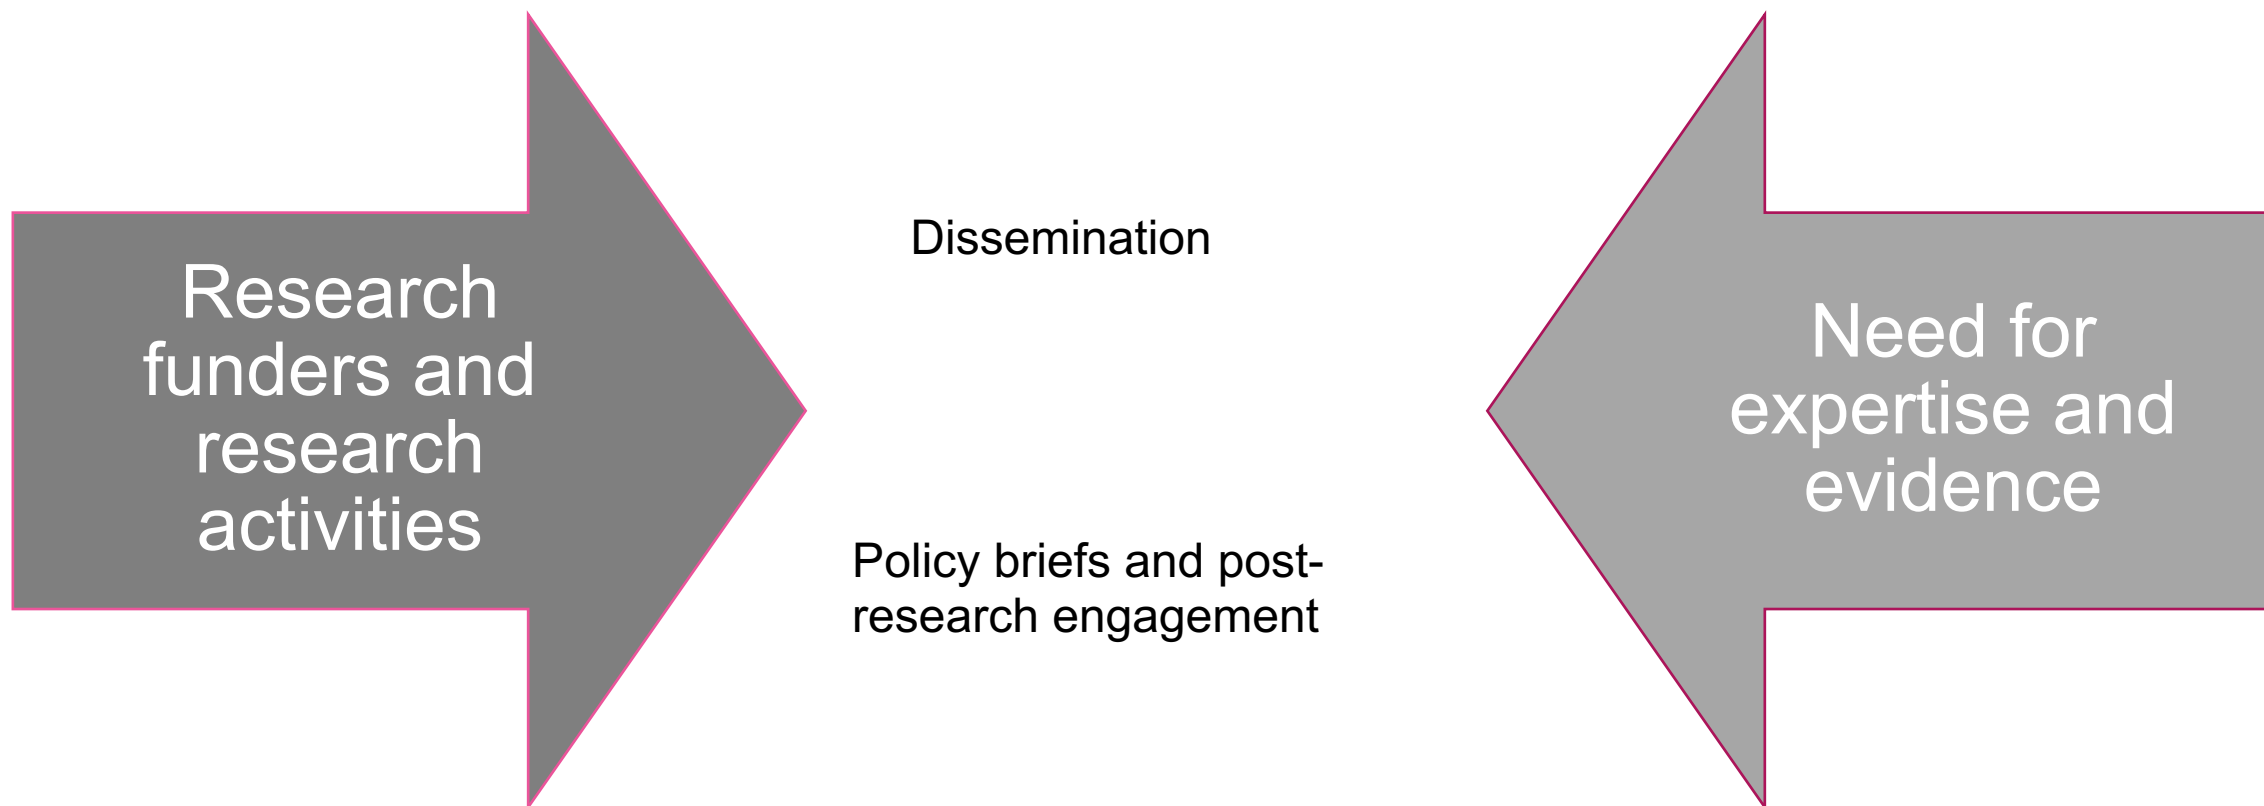 Research
funders and
research
activities
Dissemination
Policy briefs and post-
research engagement
Need for
expertise and
evidence